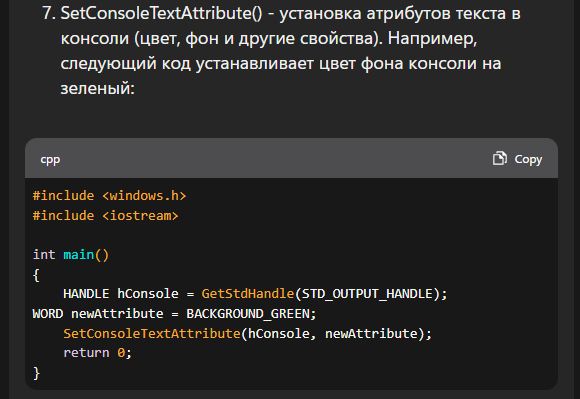 7. SetConsoleTextAttribute() - установка атрибутов текста в
консоли (цвет, фон и другие свойства). Например,
следующий код устанавливает цвет фона консоли на
зеленый:
cpp Copy
#include <windows.h>
#include <iostream>
int main()
{
    HANDLE hConsole = GetStdHandle(STD_OUTPUT_HANDLE);
WORD newAttribute = BACKGROUND_GREEN;
    SetConsoleTextAttribute(hConsole, newAttribute);
    return 0;
}